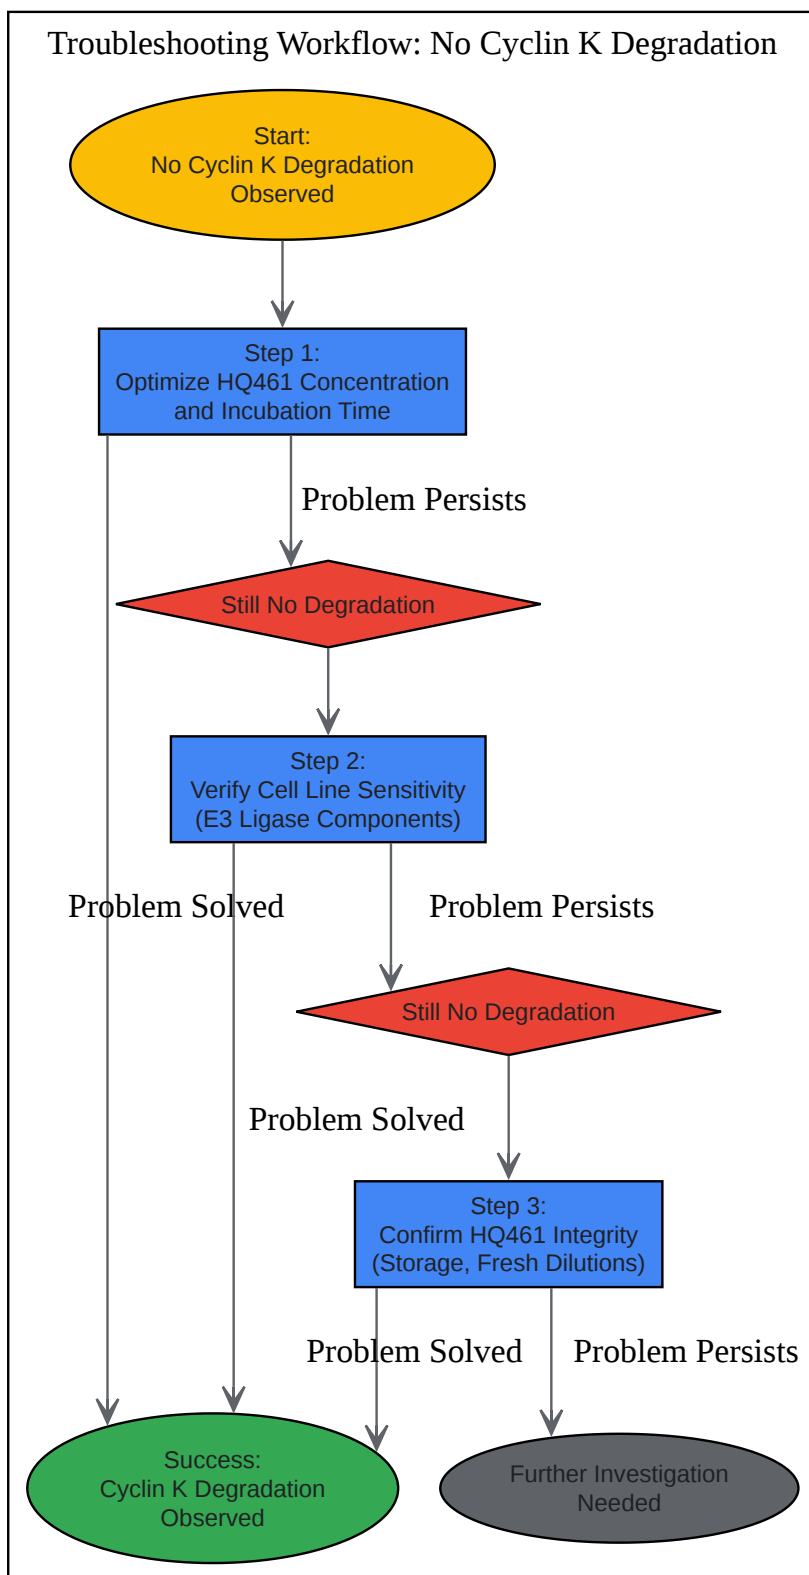 Troubleshooting Workflow: No Cyclin K Degradation
Start:
No Cyclin K Degradation
Observed
Step 1:
Optimize HQ461 Concentration
and Incubation Time
Problem Persists
Still No Degradation
Step 2:
Verify Cell Line Sensitivity
(E3 Ligase Components)
Problem Solved
Problem Persists
Still No Degradation
Problem Solved
Step 3:
Confirm HQ461 Integrity
(Storage, Fresh Dilutions)
Problem Solved
Problem Persists
Success:
Cyclin K Degradation
Observed
Further Investigation
Needed